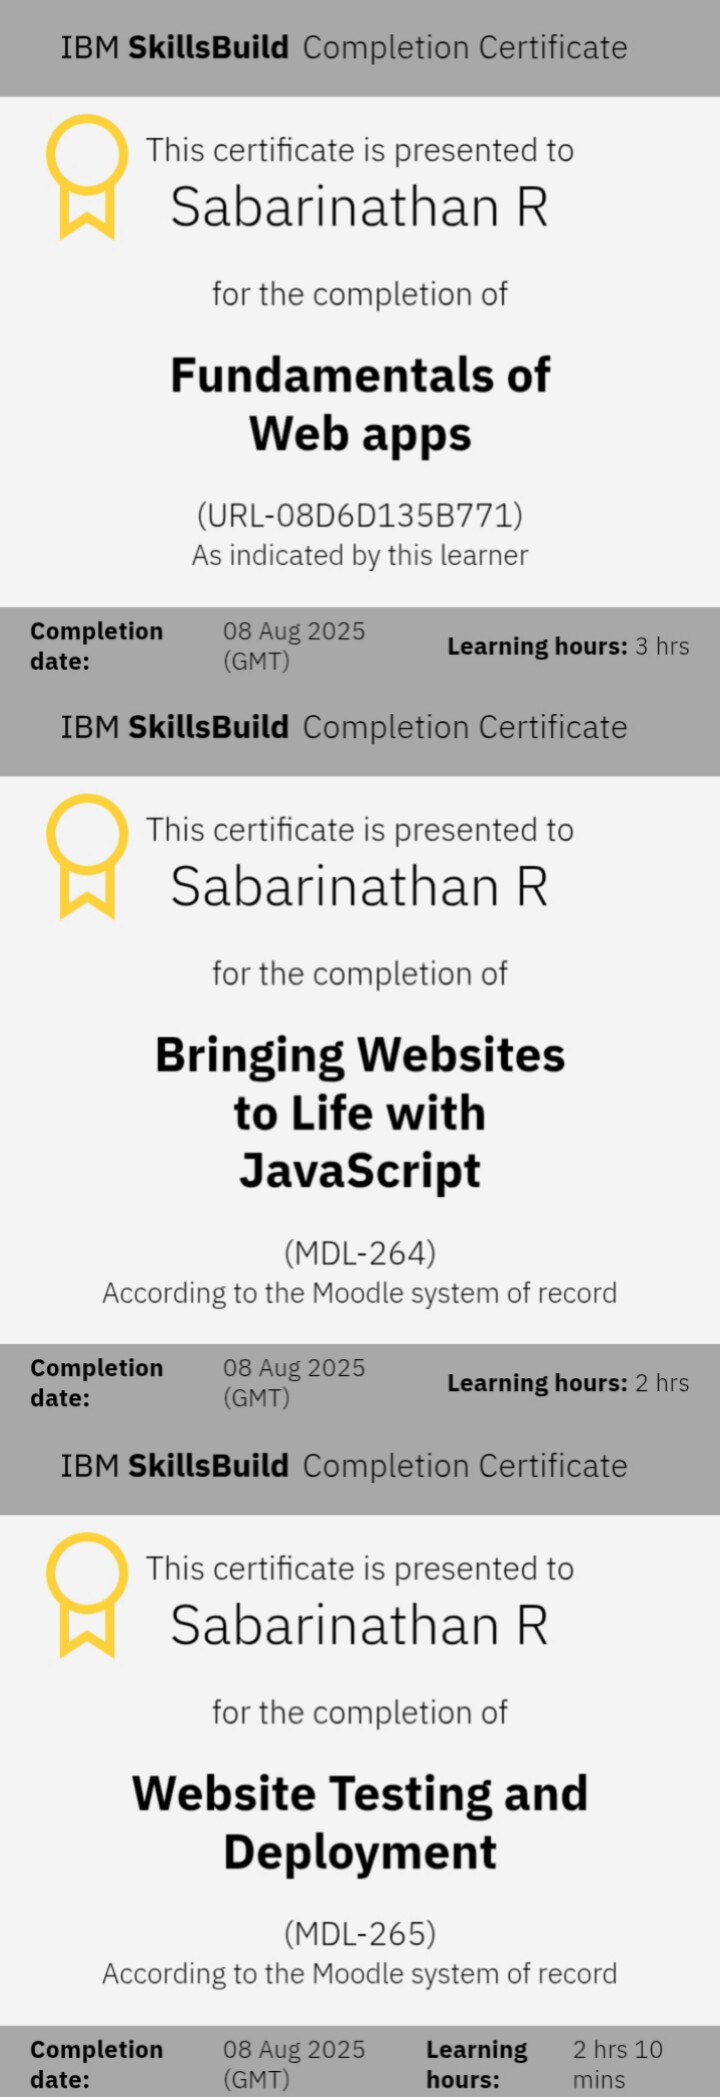 IBM SkillsBuild Completion Certificate
This certificate is presented to
Sabarinathan R
for the completion of
Fundamentals of
Web apps
(URL-08D6D135B771)
As indicated by this learner
Completion date: 08 Aug 2025 (GMT) Learning hours: 3 hrs
IBM SkillsBuild Completion Certificate
This certificate is presented to
Sabarinathan R
for the completion of
Bringing Websites
to Life with
JavaScript
(MDL-264)
According to the Moodle system of record
Completion date: 08 Aug 2025 (GMT) Learning hours: 2 hrs
IBM SkillsBuild Completion Certificate
This certificate is presented to
Sabarinathan R
for the completion of
Website Testing and
Deployment
(MDL-265)
According to the Moodle system of record
Completion date: 08 Aug 2025 (GMT) Learning hours: 2 hrs 10 mins